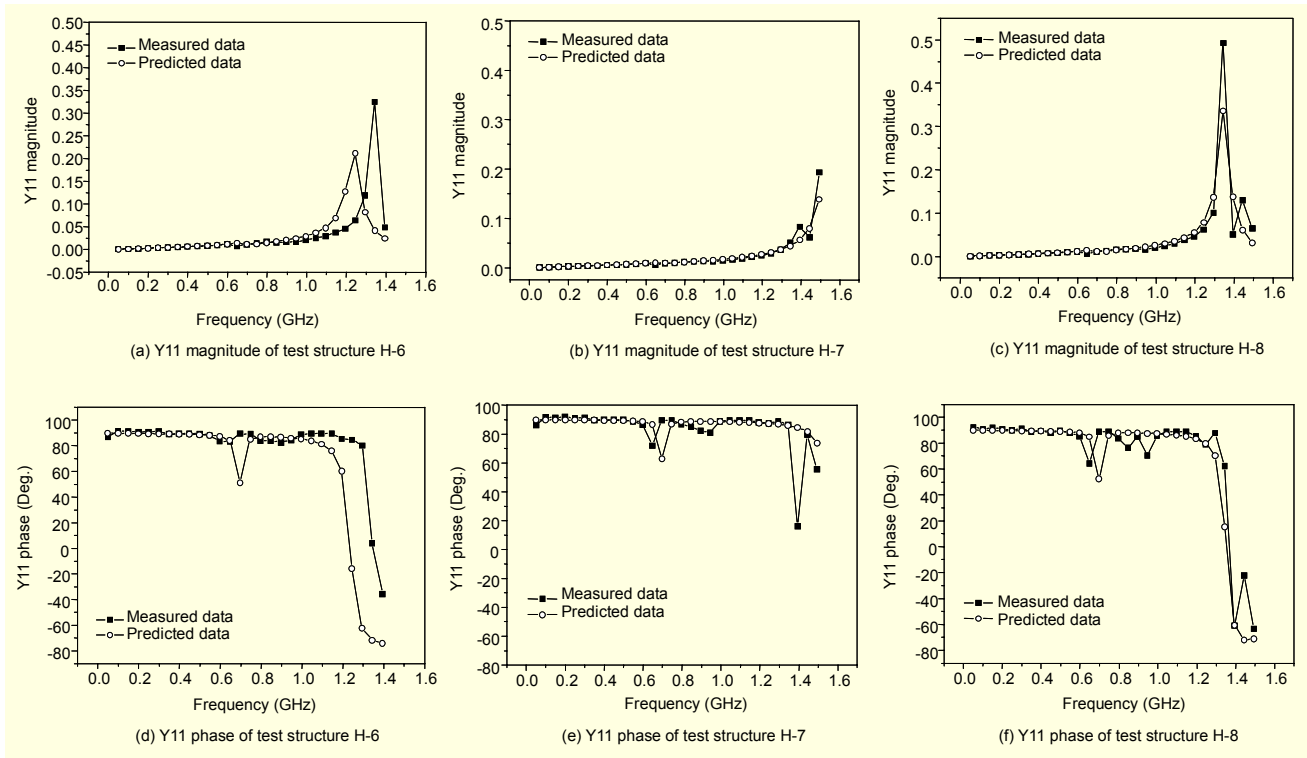 0.50
0.45
0.40
0.35
0.30
0.25
0.20
0.15
0.10
0.05
0.00
-0.05
Y11 magnitude
Measured data
Predicted data
0.0 0.2 0.4 0.6 0.8 1.0 1.2 1.4 1.6
Frequency (GHz)
(a) Y11 magnitude of test structure H-6
0.5
0.4
0.3
0.2
0.1
0.0
Y11 magnitude
Measured data
Predicted data
0.0 0.2 0.4 0.6 0.8 1.0 1.2 1.4 1.6
Frequency (GHz)
(b) Y11 magnitude of test structure H-7
0.5
0.4
0.3
0.2
0.1
0.0
Y11 magnitude
Measured data
Predicted data
0.0 0.2 0.4 0.6 0.8 1.0 1.2 1.4 1.6
Frequency (GHz)
(c) Y11 magnitude of test structure H-8
100
80
60
40
20
0
-20
-40
-60
-80
Y11 phase (Deg.)
Measured data
Predicted data
0.0 0.2 0.4 0.6 0.8 1.0 1.2 1.4 1.6
Frequency (GHz)
(d) Y11 phase of test structure H-6
100
80
60
40
20
0
-20
-40
-60
-80
Y11 phase (Deg.)
Measured data
Predicted data
0.0 0.2 0.4 0.6 0.8 1.0 1.2 1.4 1.6
Frequency (GHz)
(e) Y11 phase of test structure H-7
100
80
60
40
20
0
-20
-40
-60
-80
Y11 phase (Deg.)
Measured data
Predicted data
0.0 0.2 0.4 0.6 0.8 1.0 1.2 1.4 1.6
Frequency (GHz)
(f) Y11 phase of test structure H-8